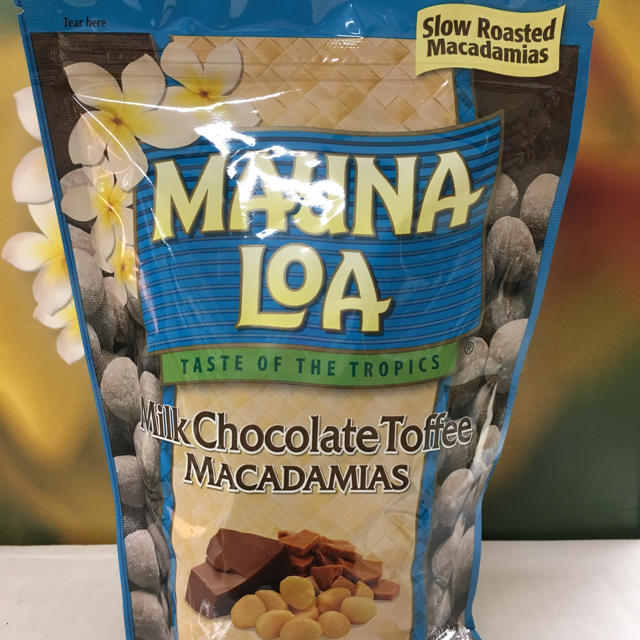 Tear here
Slow Roasted
Macadamias
MAUNA
LOA
TASTE OF THE TROPICS
®
Milk Chocolate Toffee
MACADAMIAS